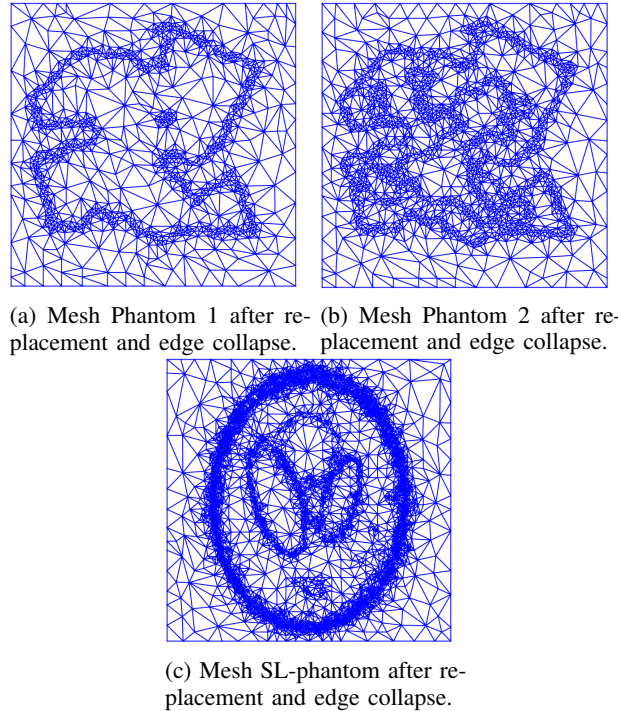 (a) Mesh Phantom 1 after re-
placement and edge collapse.
(b) Mesh Phantom 2 after re-
placement and edge collapse.
(c) Mesh SL-phantom after re-
placement and edge collapse.